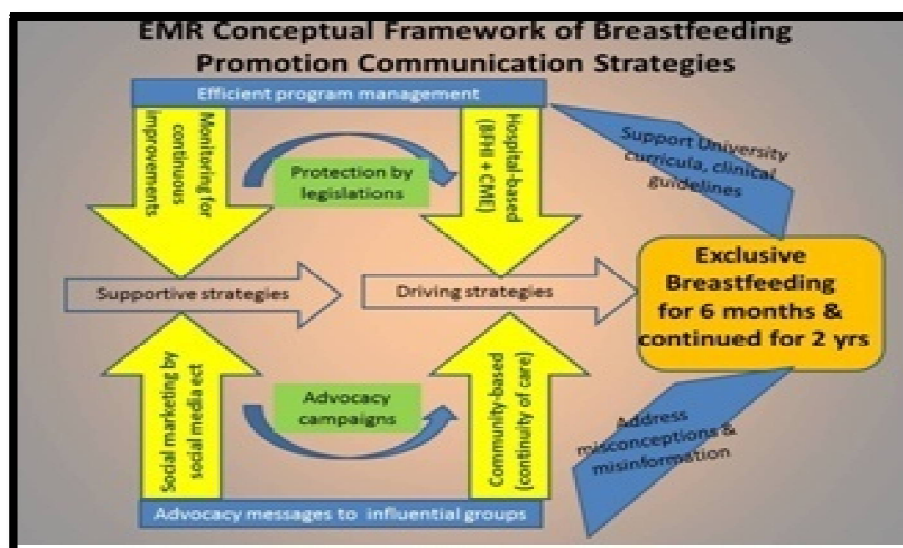 EMR Conceptual Framework of Breastfeeding
Promotion Communication Strategies
Efficient program management
Monitoring for
continuous
improvements
Protection by
legislations
Hospital-based
(BFHI + CME)
Support University
curricula, clinical
guidelines
Supportive strategies
Driving strategies
Exclusive
Breastfeeding
for 6 months &
continued for 2 yrs
Social marketing by
social media ect
Advocacy
campaigns
Community-based
(continuity of care)
Address
misconceptions &
misinformation
Advocacy messages to influential groups